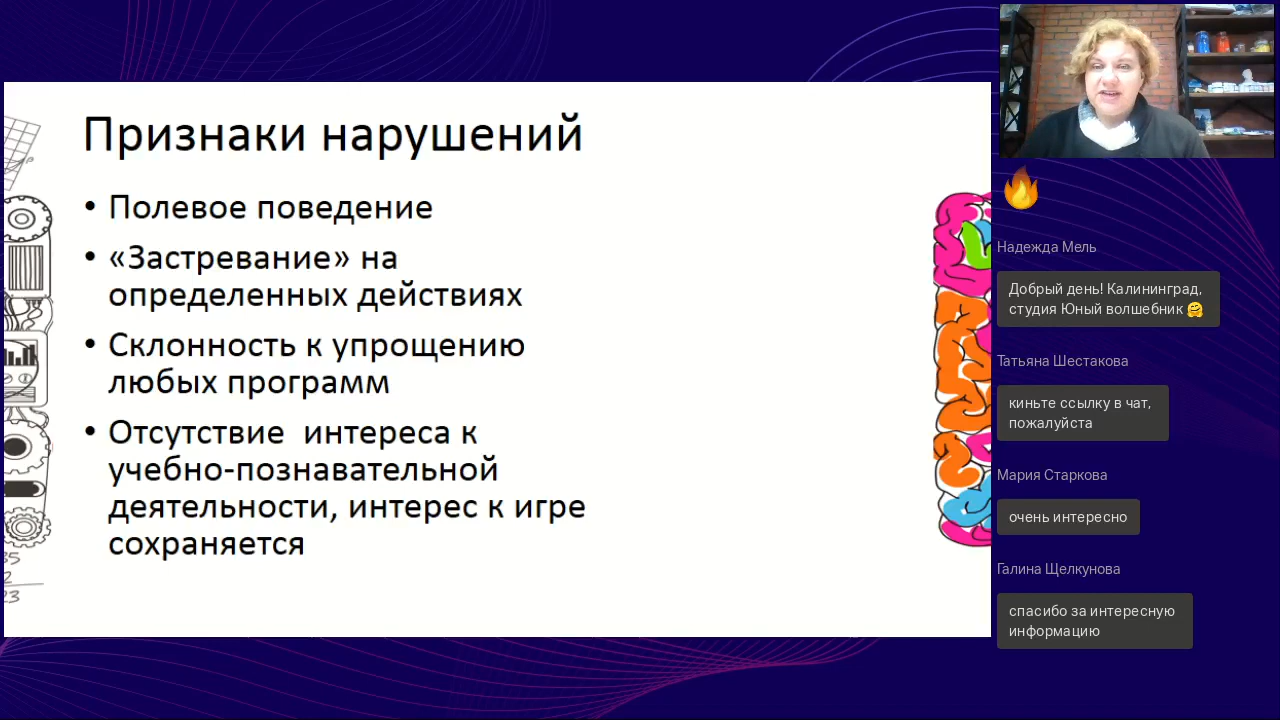 Признаки нарушений
• Полевое поведение
• «Застревание» на
определенных действиях
• Склонность к упрощению
любых программ
• Отсутствие интереса к
учебно-познавательной
деятельности, интерес к игре
сохраняется
Надежда Мель
Добрый день! Калининград,
студия Юный волшебник 🤗
Татьяна Шестакова
киньте ссылку в чат,
пожалуйста
Мария Старкова
очень интересно
Галина Щелкунова
спасибо за интересную
информацию